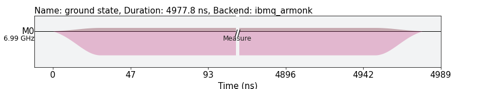 Name: ground state, Duration: 4977.8 ns, Backend: ibmq_armonk
M0
6.99 GHz
Measure
0 47 93 4896 4942 4989
Time (ns)